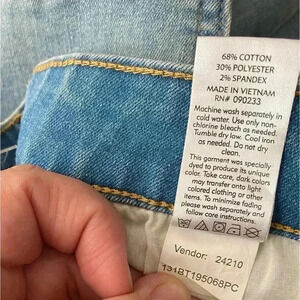 68% COTTON
30% POLYESTER
2% SPANDEX
MADE IN VIETNAM
RN# 090233
Machine wash separately in
cold water. Use only non-
chlorine bleach as needed.
Tumble dry low. Cool iron
as needed. Do not dry
clean.
This garment was specially
dyed to produce its unique
color. Take care, dark colors
may transfer onto light
colored clothing or other
items. To minimize fading
please wash separately and
follow care instructions.
Vendor: 24210
131BT195068PC